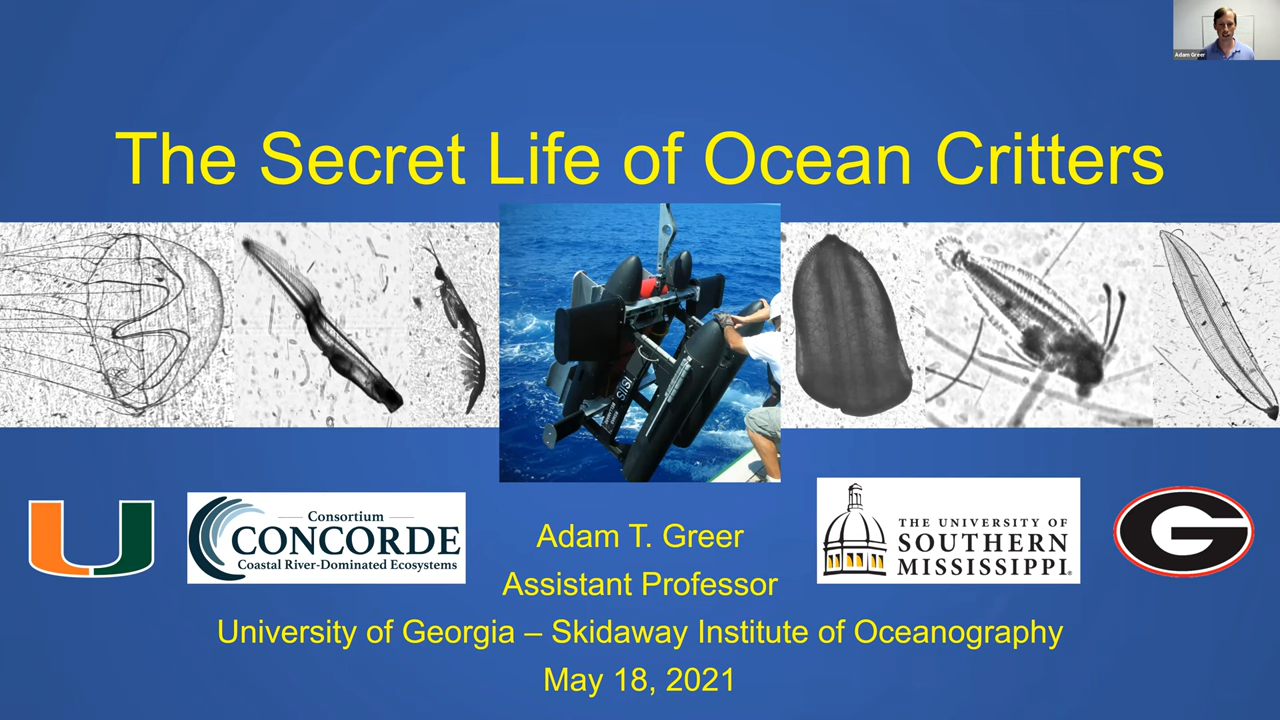 Adam Greer
The Secret Life of Ocean Critters
ISIIS
U
Consortium
CONCORDE
Coastal River-Dominated Ecosystems
THE UNIVERSITY OF
SOUTHERN
MISSISSIPPI®
G
Adam T. Greer
Assistant Professor
University of Georgia – Skidaway Institute of Oceanography
May 18, 2021